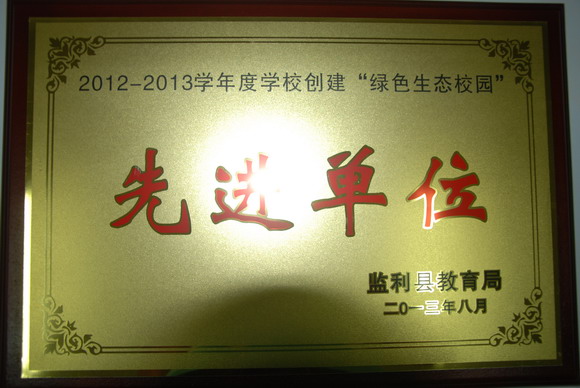 2012-2013学年度学校创建“绿色生态校园”
先进单位
监利县教育局
二0一三年八月